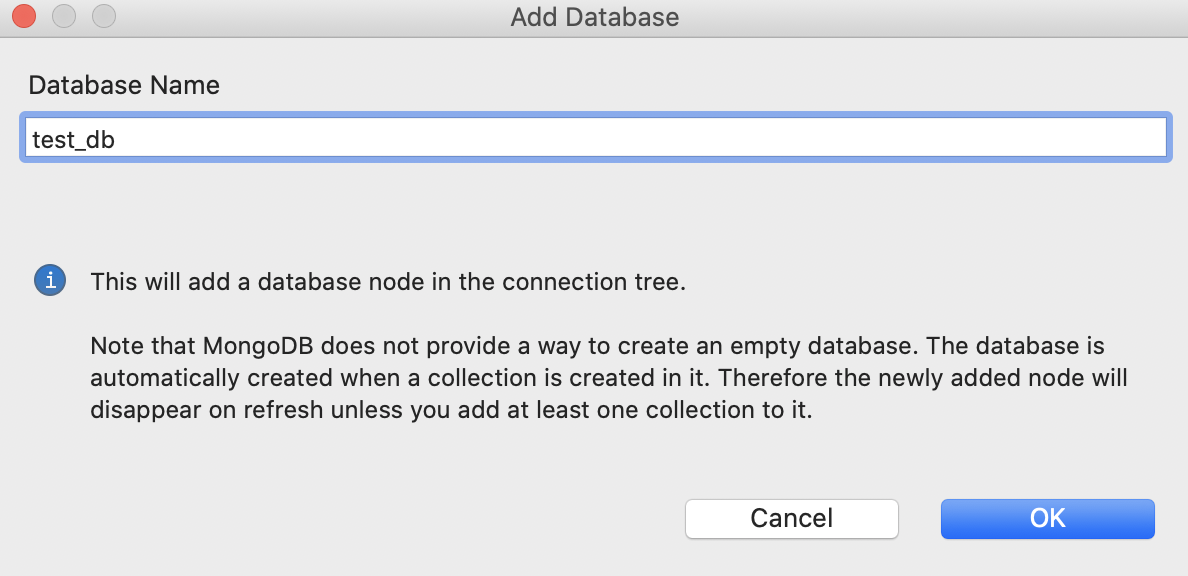 Add Database
Database Name
test_db
This will add a database node in the connection tree.
Note that MongoDB does not provide a way to create an empty database. The database is
automatically created when a collection is created in it. Therefore the newly added node will
disappear on refresh unless you add at least one collection to it.
Cancel
OK